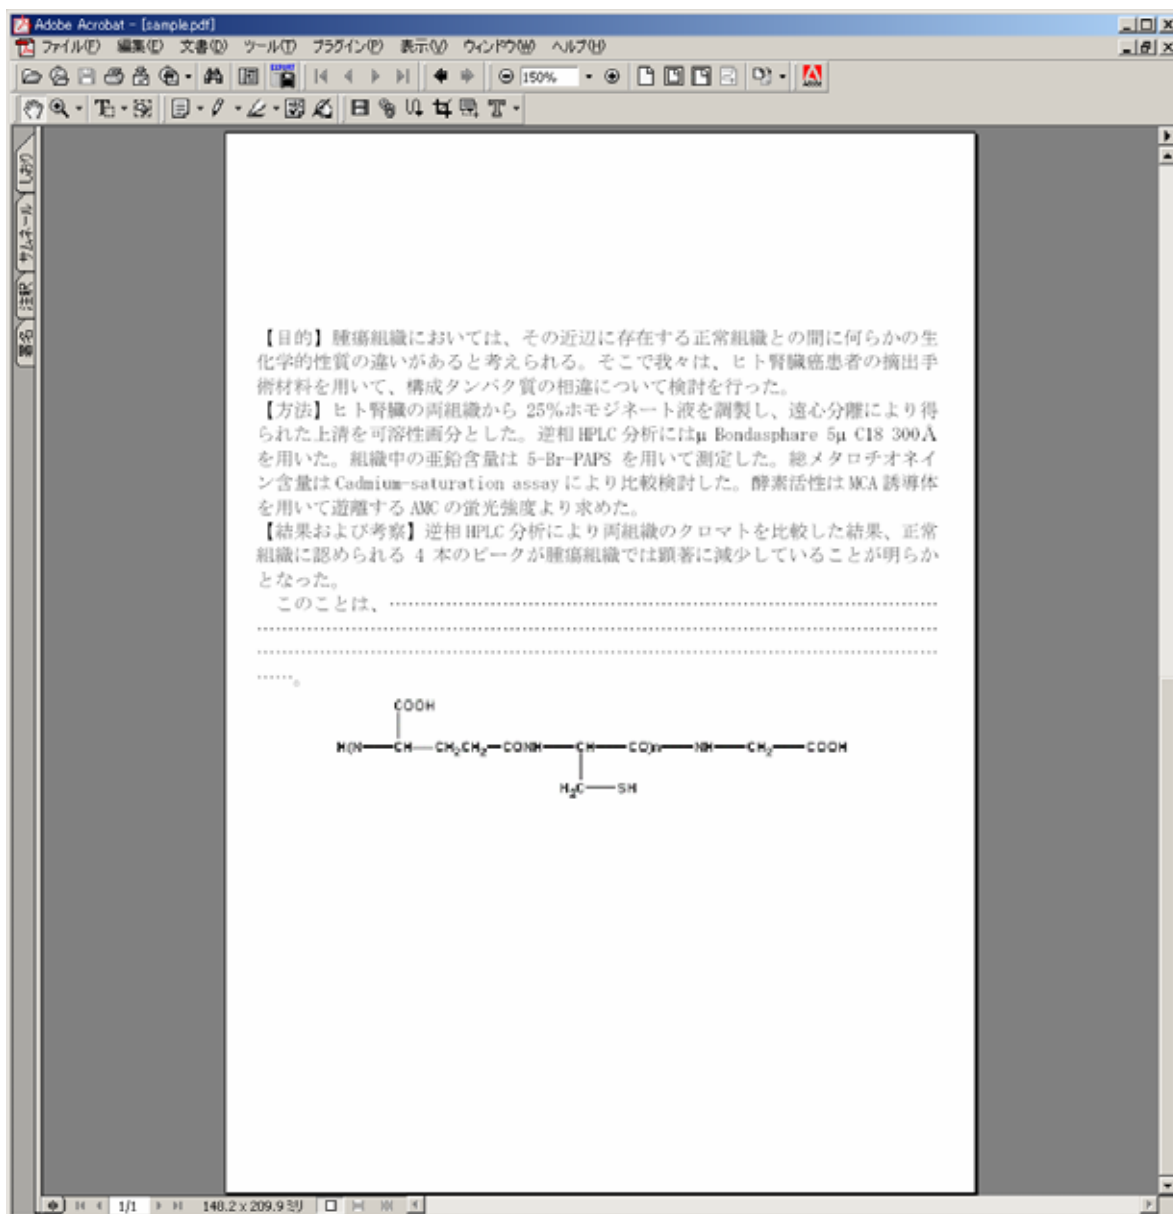 Adobe Acrobat - [sample.pdf]
ファイル(F) 編集(E) 文書(D) ツール(T) プラグイン(P) 表示(V) ウィンドウ(W) ヘルプ(H)
150%
しおり
サムネール
注釈
署名
【目的】腫瘍組織においては、その近辺に存在する正常組織との間に何らかの生
化学的性質の違いがあると考えられる。そこで我々は、ヒト腎臓癌患者の摘出手
術材料を用いて、構成タンパク質の相違について検討を行った。
【方法】ヒト腎臓の両組織から 25%ホモジネート液を調製し、遠心分離により得
られた上清を可溶性画分とした。逆相 HPLC 分析にはμ Bondasphare 5μ C18 300Å
を用いた。組織中の亜鉛含量は 5-Br-PAPS を用いて測定した。総メタロチオネイ
ン含量は Cadmium-saturation assay により比較検討した。酵素活性は MCA 誘導体
を用いて遊離する AMC の蛍光強度より求めた。
【結果および考察】逆相 HPLC 分析により両組織のクロマトを比較した結果、正常
組織に認められる 4 本のピークが腫瘍組織では顕著に減少していることが明らか
となった。
このことは、……………………………………………………………………………
………………………………………………………………………………………………
………………………………………………………………………………………………
……。
COOH
H(N—CH—CH₂CH₂—CONH—CH—CO)n—NH—CH₂—COOH
H₂C—SH
1/1 148.2 x 209.9 ミリ